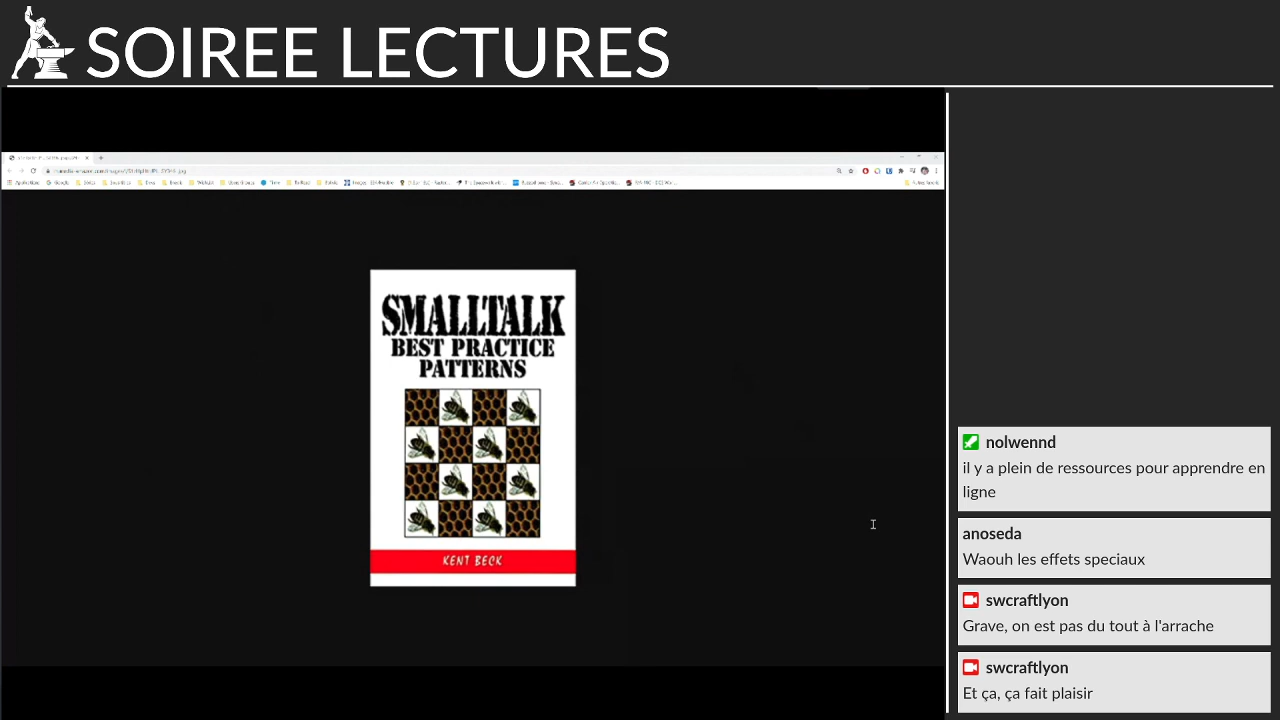 SOIREE LECTURES
SMALLTALK
BEST PRACTICE
PATTERNS
KENT BECK
nolwennd
il y a plein de ressources pour apprendre en
ligne
anoseda
Waouh les effets speciaux
swcraftlyon
Grave, on est pas du tout à l'arrache
swcraftlyon
Et ça, ça fait plaisir